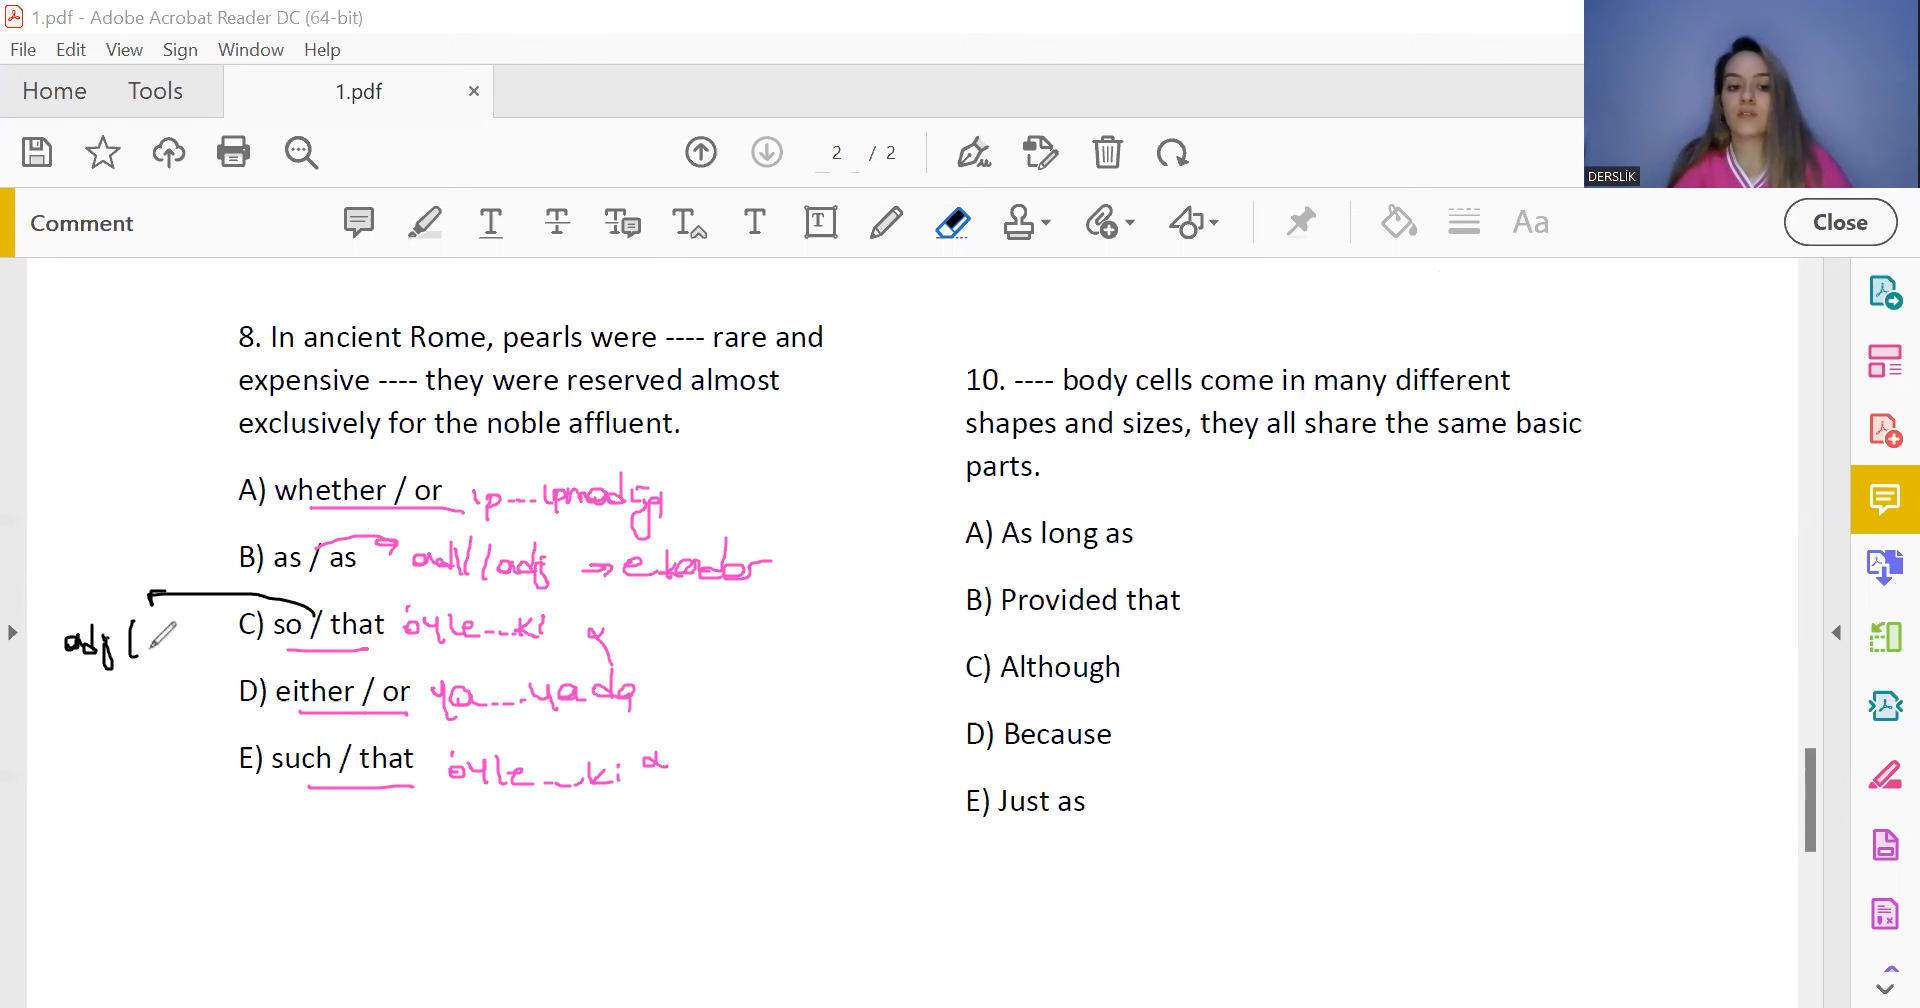 1.pdf - Adobe Acrobat Reader DC (64-bit)
File Edit View Sign Window Help
Home Tools 1.pdf ×
2 / 2
DERSLİK
Comment
Aa
Close
8. In ancient Rome, pearls were ---- rare and
expensive ---- they were reserved almost
exclusively for the noble affluent.
A) whether / or
B) as / as → adj → e kadar
C) so / that öyle...ki
adj (
D) either / or ya....ya da
E) such / that öyle...ki
10. ---- body cells come in many different
shapes and sizes, they all share the same basic
parts.
A) As long as
B) Provided that
C) Although
D) Because
E) Just as